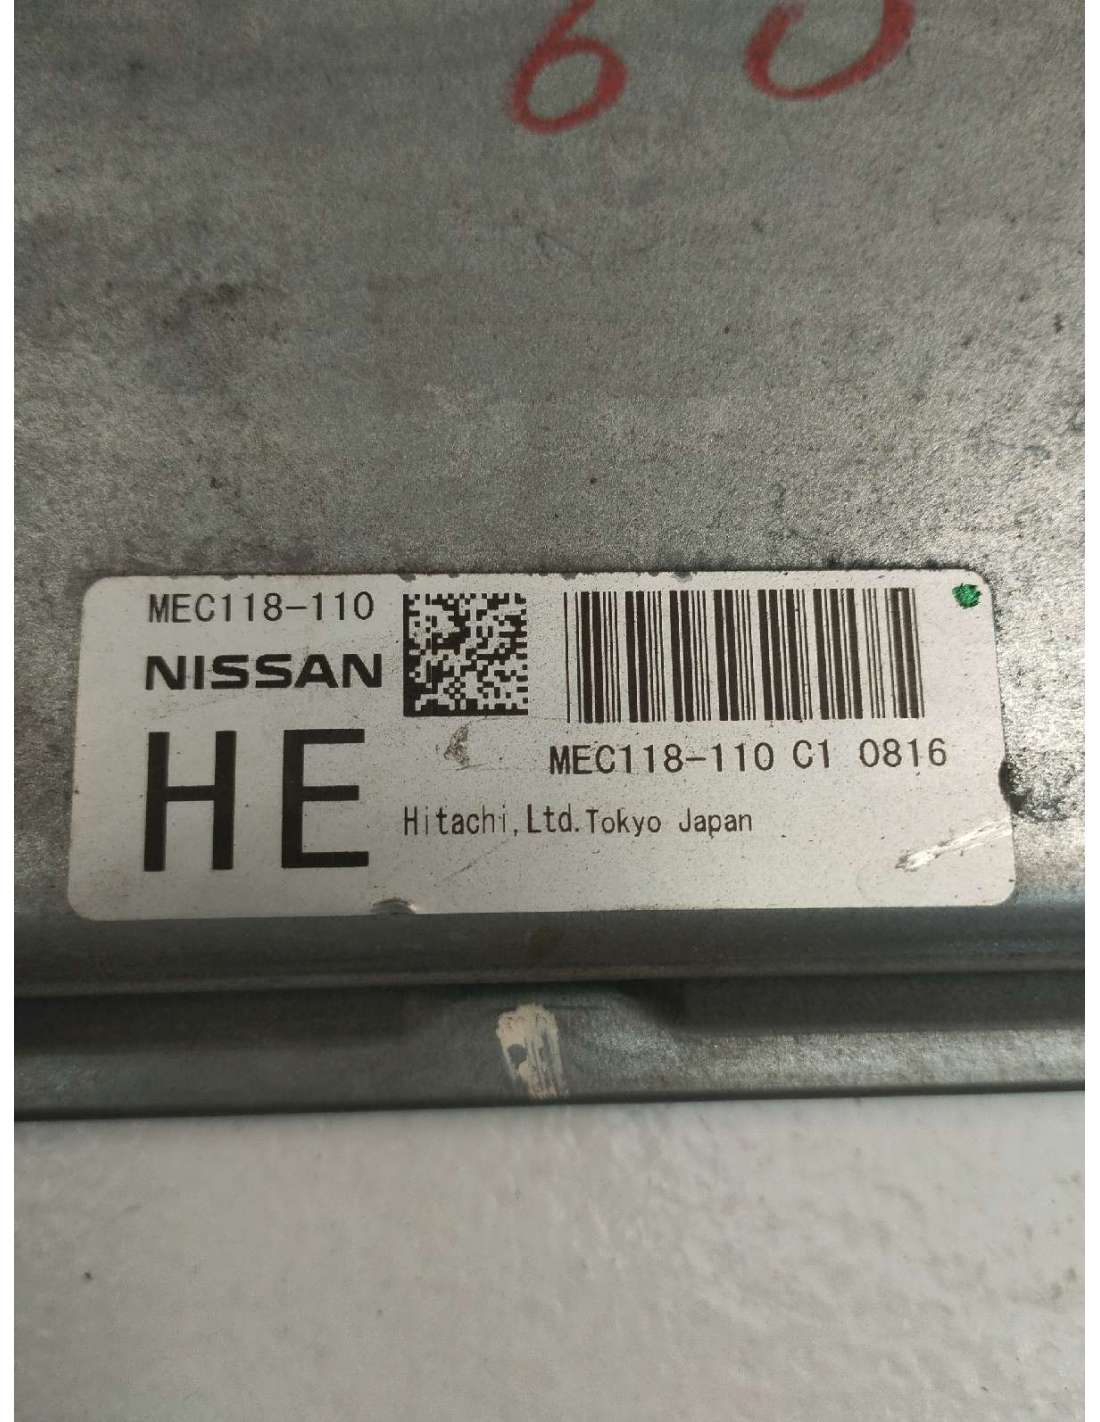 60
MEC118-110
NISSAN
HE
MEC118-110 C1 0816
Hitachi,Ltd.Tokyo Japan